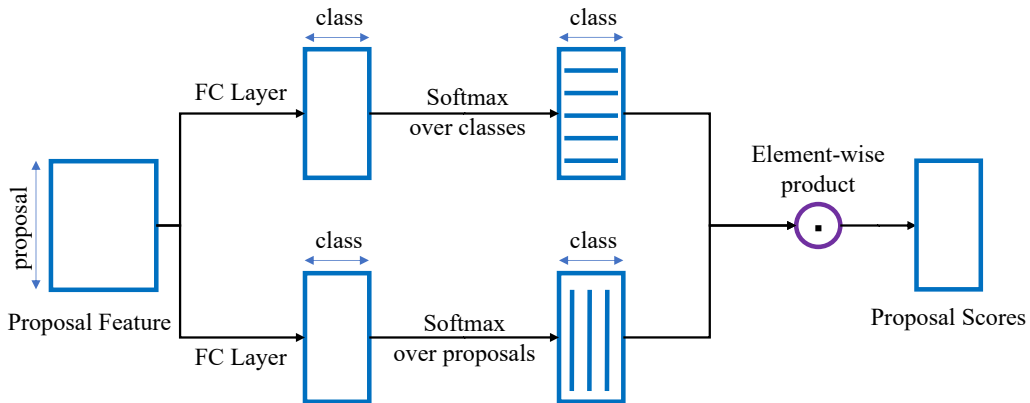 class
class
FC Layer
Softmax
over classes
Element-wise
product
proposal
class
class
Proposal Feature
Proposal Scores
Softmax
over proposals
FC Layer